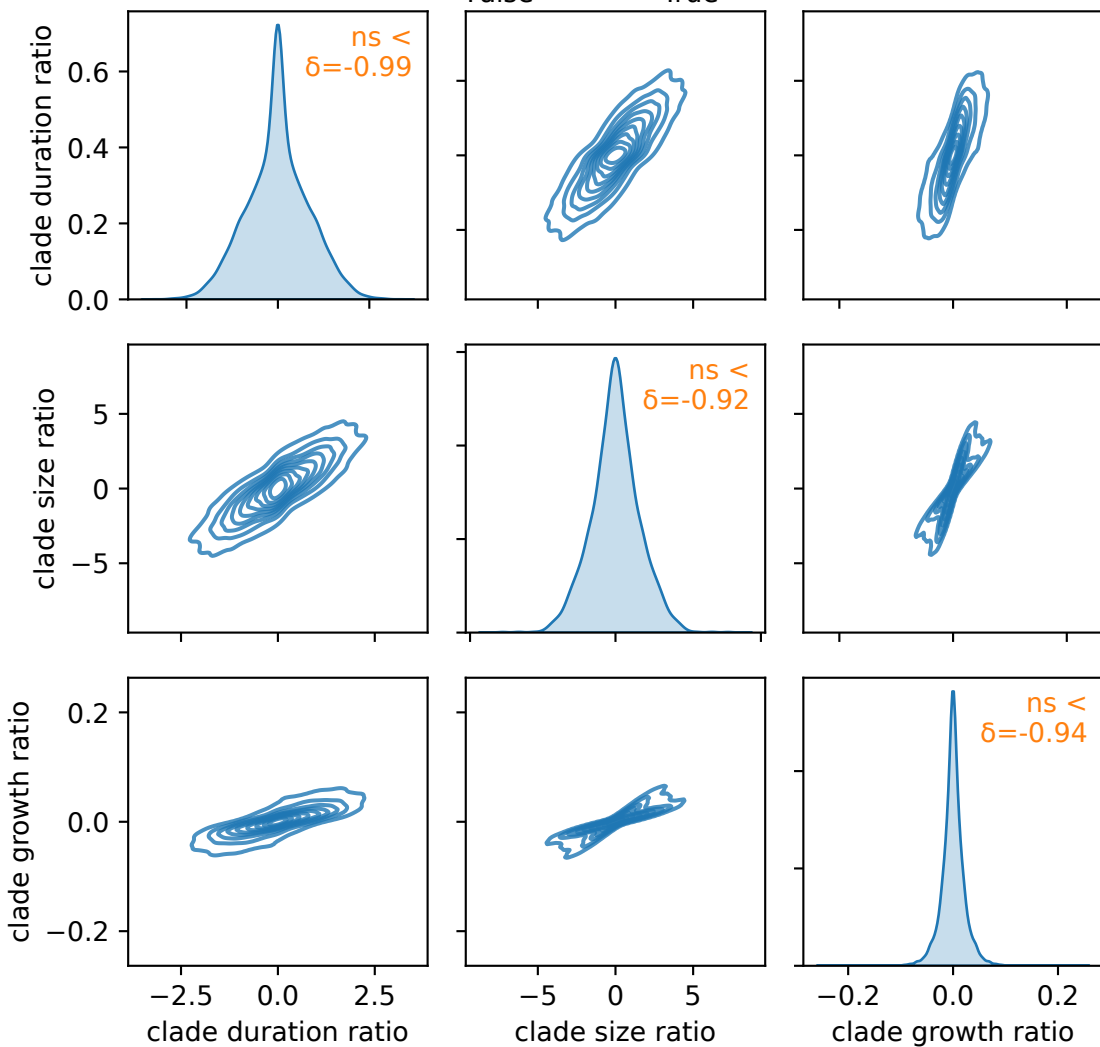 clade duration ratio
0.6
0.4
0.2
0.0
ns <
δ=-0.99
clade size ratio
5
0
−5
ns <
δ=-0.92
clade growth ratio
0.2
0.0
−0.2
ns <
δ=-0.94
−2.5 0.0 2.5
−5 0 5
−0.2 0.0 0.2
clade duration ratio
clade size ratio
clade growth ratio